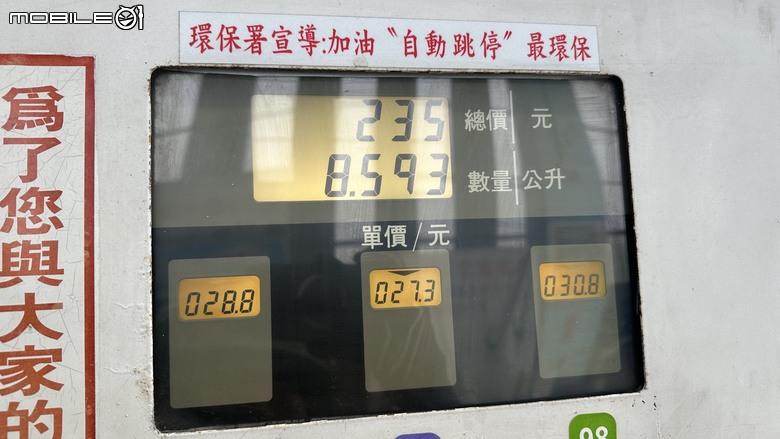 MOBILE01
環保署宣導:加油〝自動跳停〞最環保
為了您與大家的
235 總價 元
8.593 數量 公升
單價/元
028.8 027.3 030.8
98